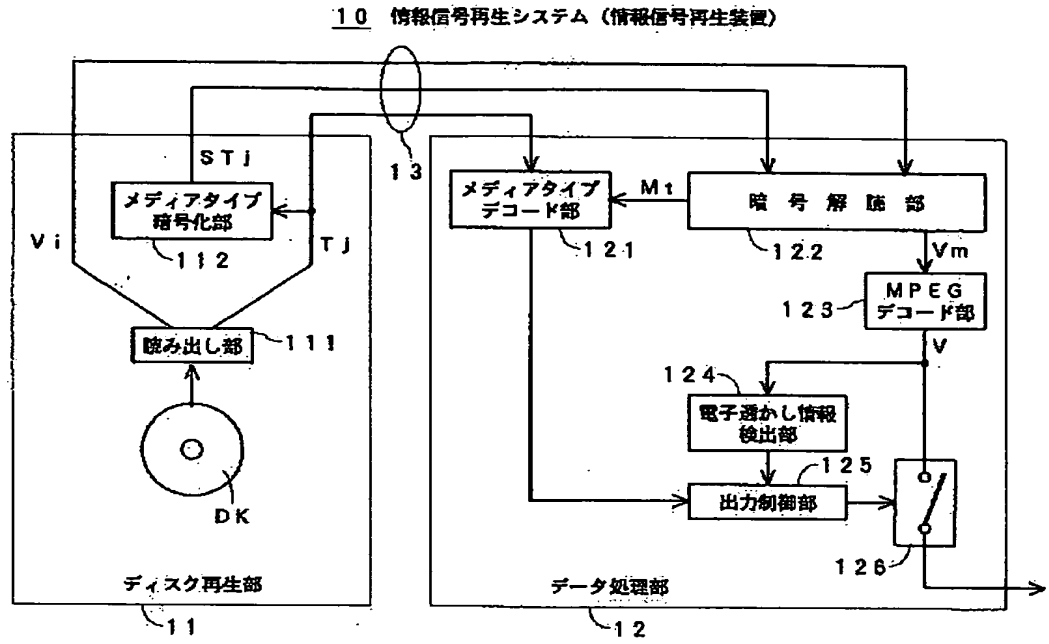 10 情報信号再生システム（情報信号再生装置）
13
STj
メディアタイプ
暗号化部
112
Vi
Tj
読み出し部
111
DK
ディスク再生部
11
メディアタイプ
デコード部
121
Mt
暗号解読部
122
Vm
MPEG
デコード部
123
V
124
電子透かし情報
検出部
125
出力制御部
126
データ処理部
12